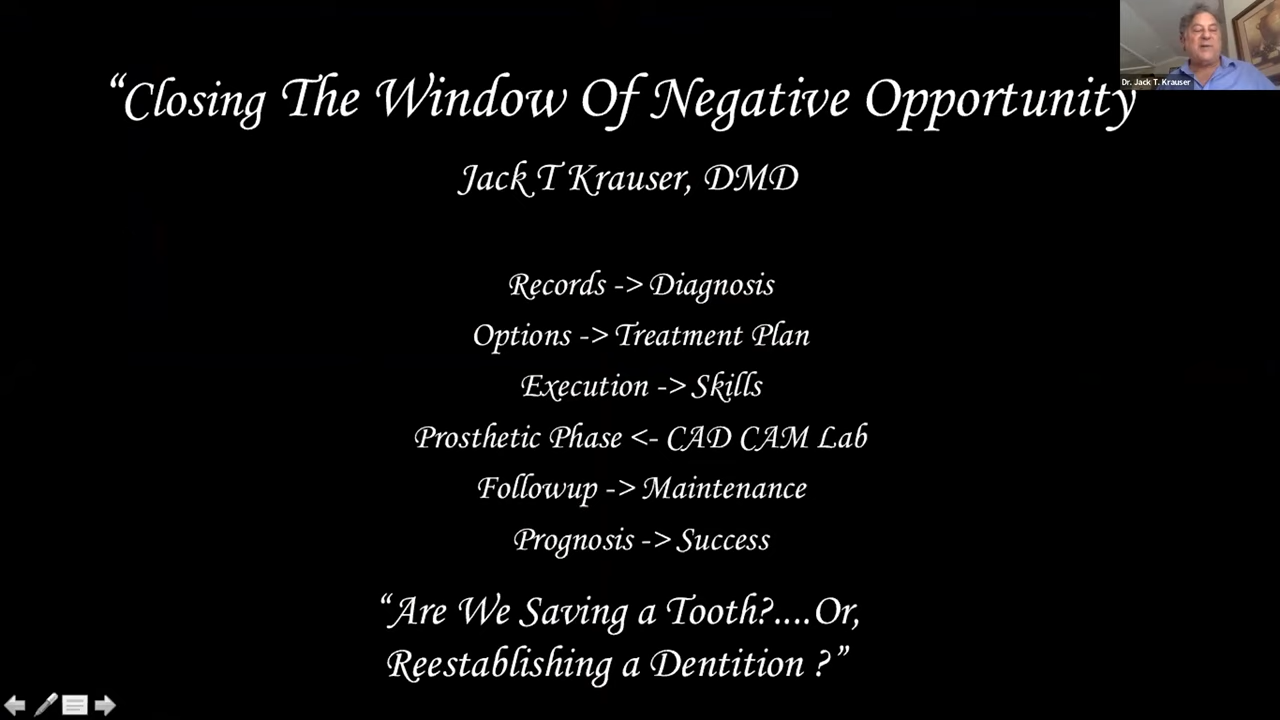 Dr. Jack T. Krauser
“Closing The Window Of Negative Opportunity
Jack T Krauser, DMD
Records -> Diagnosis
Options -> Treatment Plan
Execution -> Skills
Prosthetic Phase <- CAD CAM Lab
Followup -> Maintenance
Prognosis -> Success
“Are We Saving a Tooth?....Or,
Reestablishing a Dentition ?”